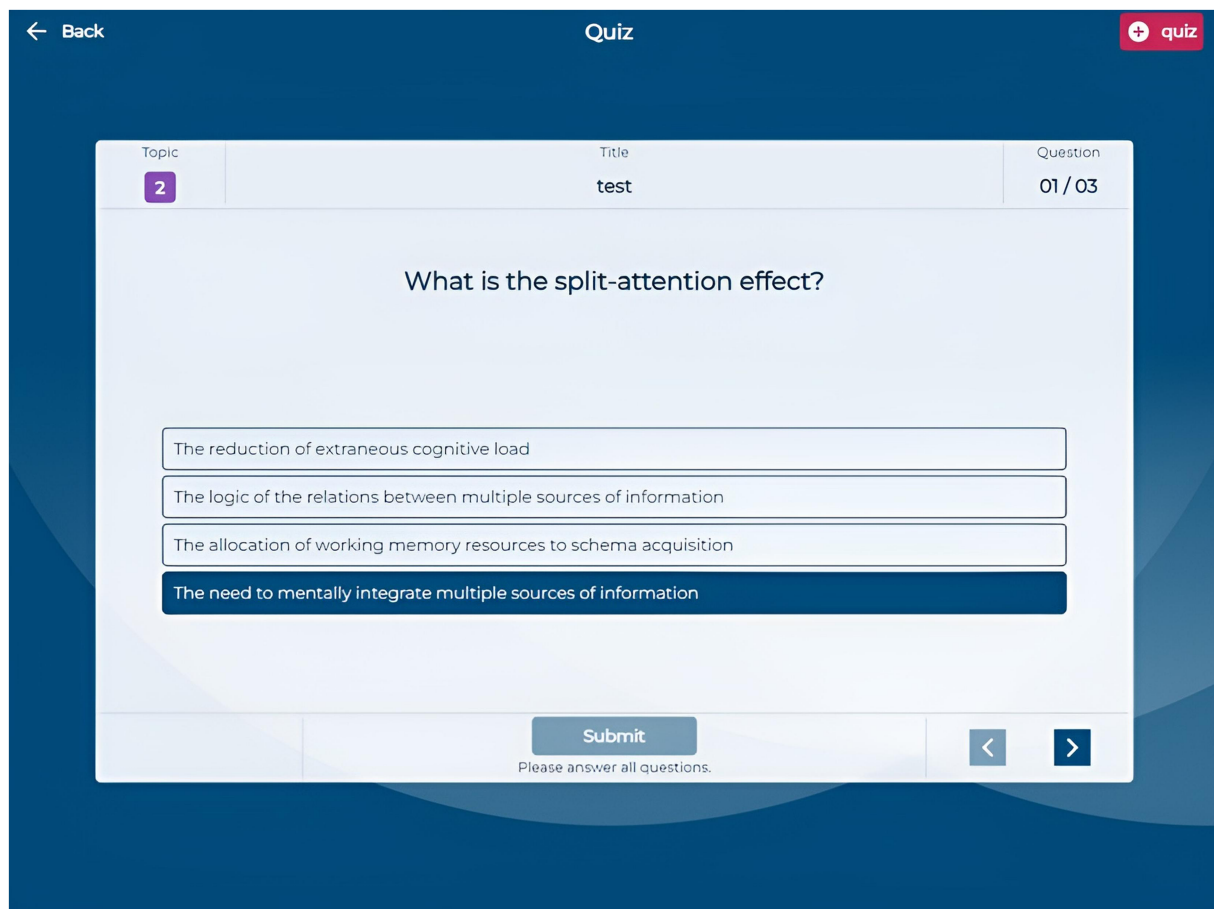 ← Back
Quiz
+ quiz
Topic
Title
Question
2
test
01 / 03
What is the split-attention effect?
The reduction of extraneous cognitive load
The logic of the relations between multiple sources of information
The allocation of working memory resources to schema acquisition
The need to mentally integrate multiple sources of information
Submit
Please answer all questions.